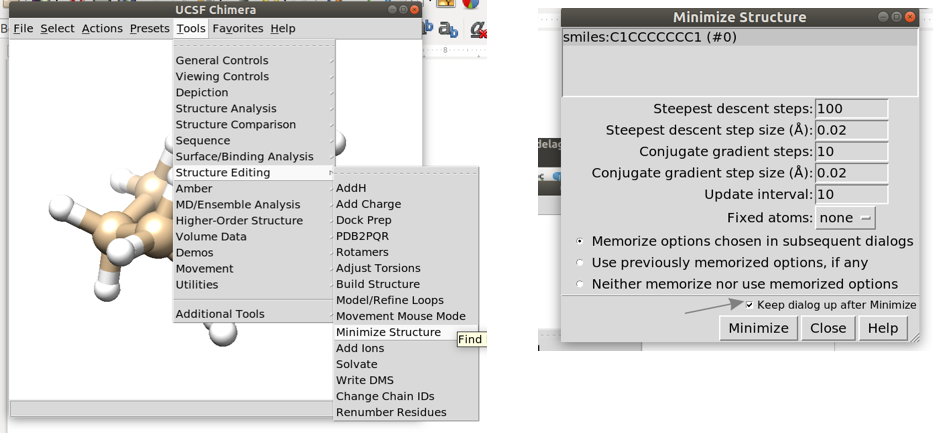 UCSF Chimera
File Select Actions Presets Tools Favorites Help
General Controls
Viewing Controls
Depiction
Structure Analysis
Structure Comparison
Sequence
Surface/Binding Analysis
Structure Editing
Amber
MD/Ensemble Analysis
Higher-Order Structure
Volume Data
Demos
Movement
Utilities
Additional Tools
AddH
Add Charge
Dock Prep
PDB2PQR
Rotamers
Adjust Torsions
Build Structure
Model/Refine Loops
Movement Mouse Mode
Minimize Structure
Find
Add Ions
Solvate
Write DMS
Change Chain IDs
Renumber Residues
Minimize Structure
smiles:C1CCCCCCC1 (#0)
Steepest descent steps: 100
Steepest descent step size (Å): 0.02
Conjugate gradient steps: 10
Conjugate gradient step size (Å): 0.02
Update interval: 10
Fixed atoms: none
Memorize options chosen in subsequent dialogs
Use previously memorized options, if any
Neither memorize nor use memorized options
Keep dialog up after Minimize
Minimize Close Help